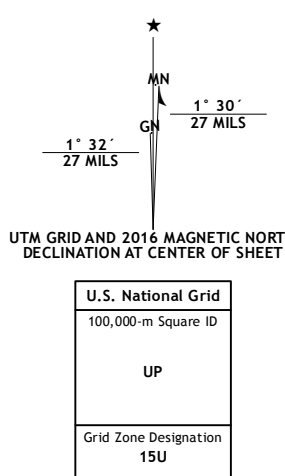 ★
MN
1° 30´
27 MILS
GN
1° 32´
27 MILS
UTM GRID AND 2016 MAGNETIC NORT
DECLINATION AT CENTER OF SHEET
U.S. National Grid
100,000-m Square ID
UP
Grid Zone Designation
15U